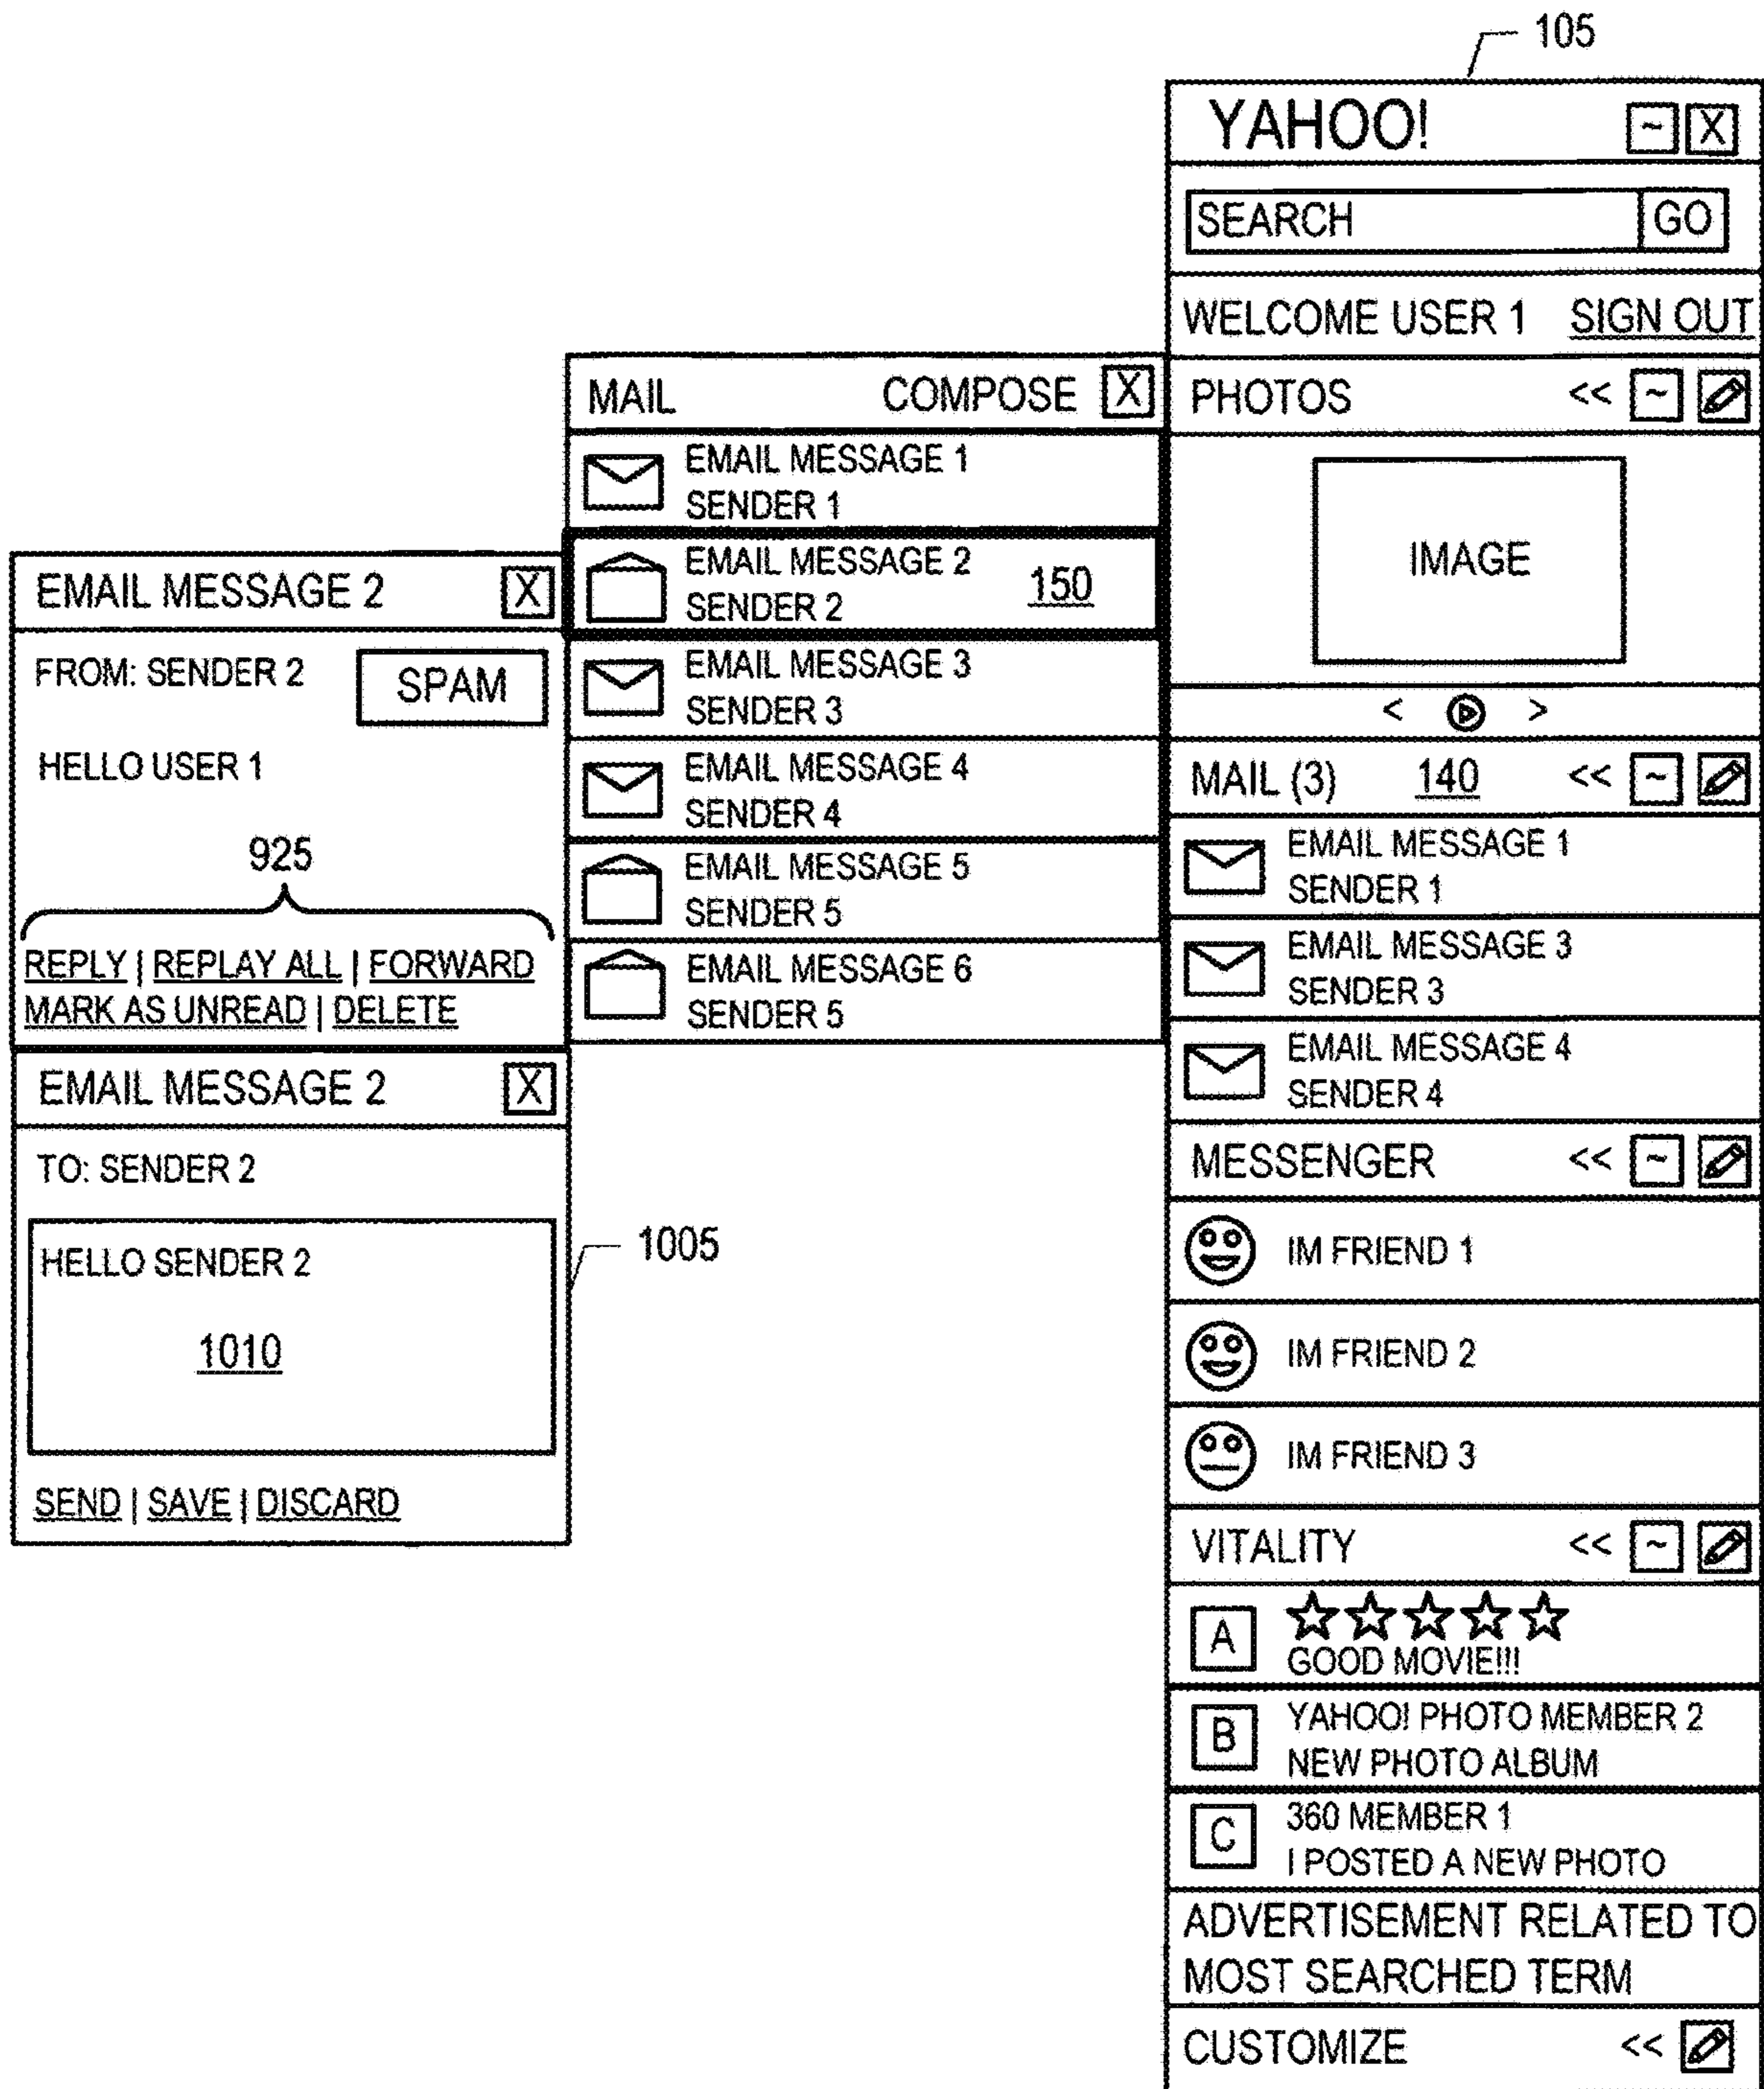 105
YAHOO! ~ X
SEARCH GO
WELCOME USER 1 SIGN OUT
PHOTOS << ~
IMAGE
< >
MAIL (3) 140 << ~
EMAIL MESSAGE 1
SENDER 1
EMAIL MESSAGE 3
SENDER 3
EMAIL MESSAGE 4
SENDER 4
MESSENGER << ~
IM FRIEND 1
IM FRIEND 2
IM FRIEND 3
VITALITY << ~
A
GOOD MOVIE!!!
B YAHOO! PHOTO MEMBER 2
NEW PHOTO ALBUM
C 360 MEMBER 1
I POSTED A NEW PHOTO
ADVERTISEMENT RELATED TO
MOST SEARCHED TERM
CUSTOMIZE <<
MAIL COMPOSE X
EMAIL MESSAGE 1
SENDER 1
EMAIL MESSAGE 2
SENDER 2 150
EMAIL MESSAGE 3
SENDER 3
EMAIL MESSAGE 4
SENDER 4
EMAIL MESSAGE 5
SENDER 5
EMAIL MESSAGE 6
SENDER 5
EMAIL MESSAGE 2 X
FROM: SENDER 2 SPAM
HELLO USER 1
925
REPLY | REPLAY ALL | FORWARD
MARK AS UNREAD | DELETE
EMAIL MESSAGE 2 X
TO: SENDER 2
HELLO SENDER 2
1010
SEND | SAVE | DISCARD
1005